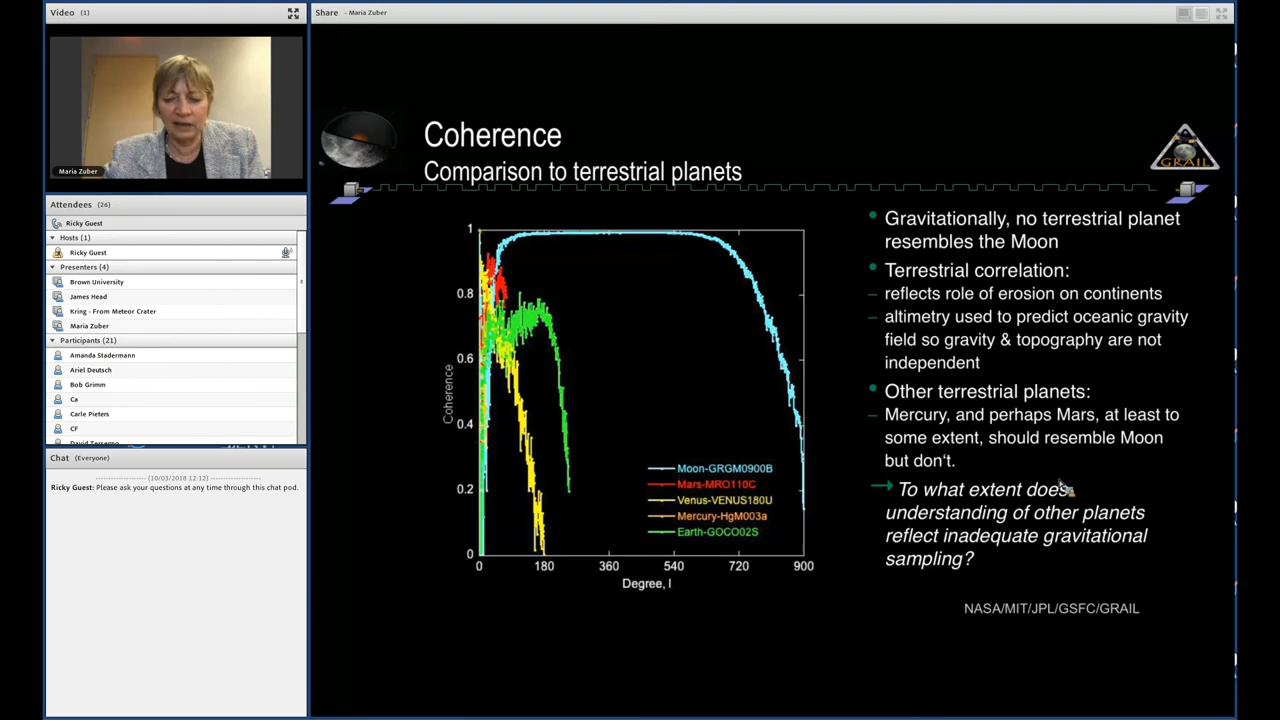 Video (1)
Maria Zuber
Attendees (26)
Ricky Guest
Hosts (1)
Ricky Guest
Presenters (4)
Brown University
James Head
Kring - From Meteor Crater
Maria Zuber
Participants (21)
Amanda Stadermann
Ariel Deutsch
Bob Grimm
Ca
Carle Pieters
CF
Chat (Everyone)
(10/03/2018 12:12)
Ricky Guest: Please ask your questions at any time through this chat pod.
Share - Maria Zuber
Coherence
Comparison to terrestrial planets
GRAIL
1
0.8
0.6
0.4
0.2
0
Coherence
0 180 360 540 720 900
Degree, l
Moon-GRGM0900B
Mars-MRO110C
Venus-VENUS180U
Mercury-HgM003a
Earth-GOCO02S
• Gravitationally, no terrestrial planet
resembles the Moon
• Terrestrial correlation:
– reflects role of erosion on continents
– altimetry used to predict oceanic gravity
field so gravity & topography are not
independent
• Other terrestrial planets:
– Mercury, and perhaps Mars, at least to
some extent, should resemble Moon
but don't.
→ To what extent does
understanding of other planets
reflect inadequate gravitational
sampling?
NASA/MIT/JPL/GSFC/GRAIL